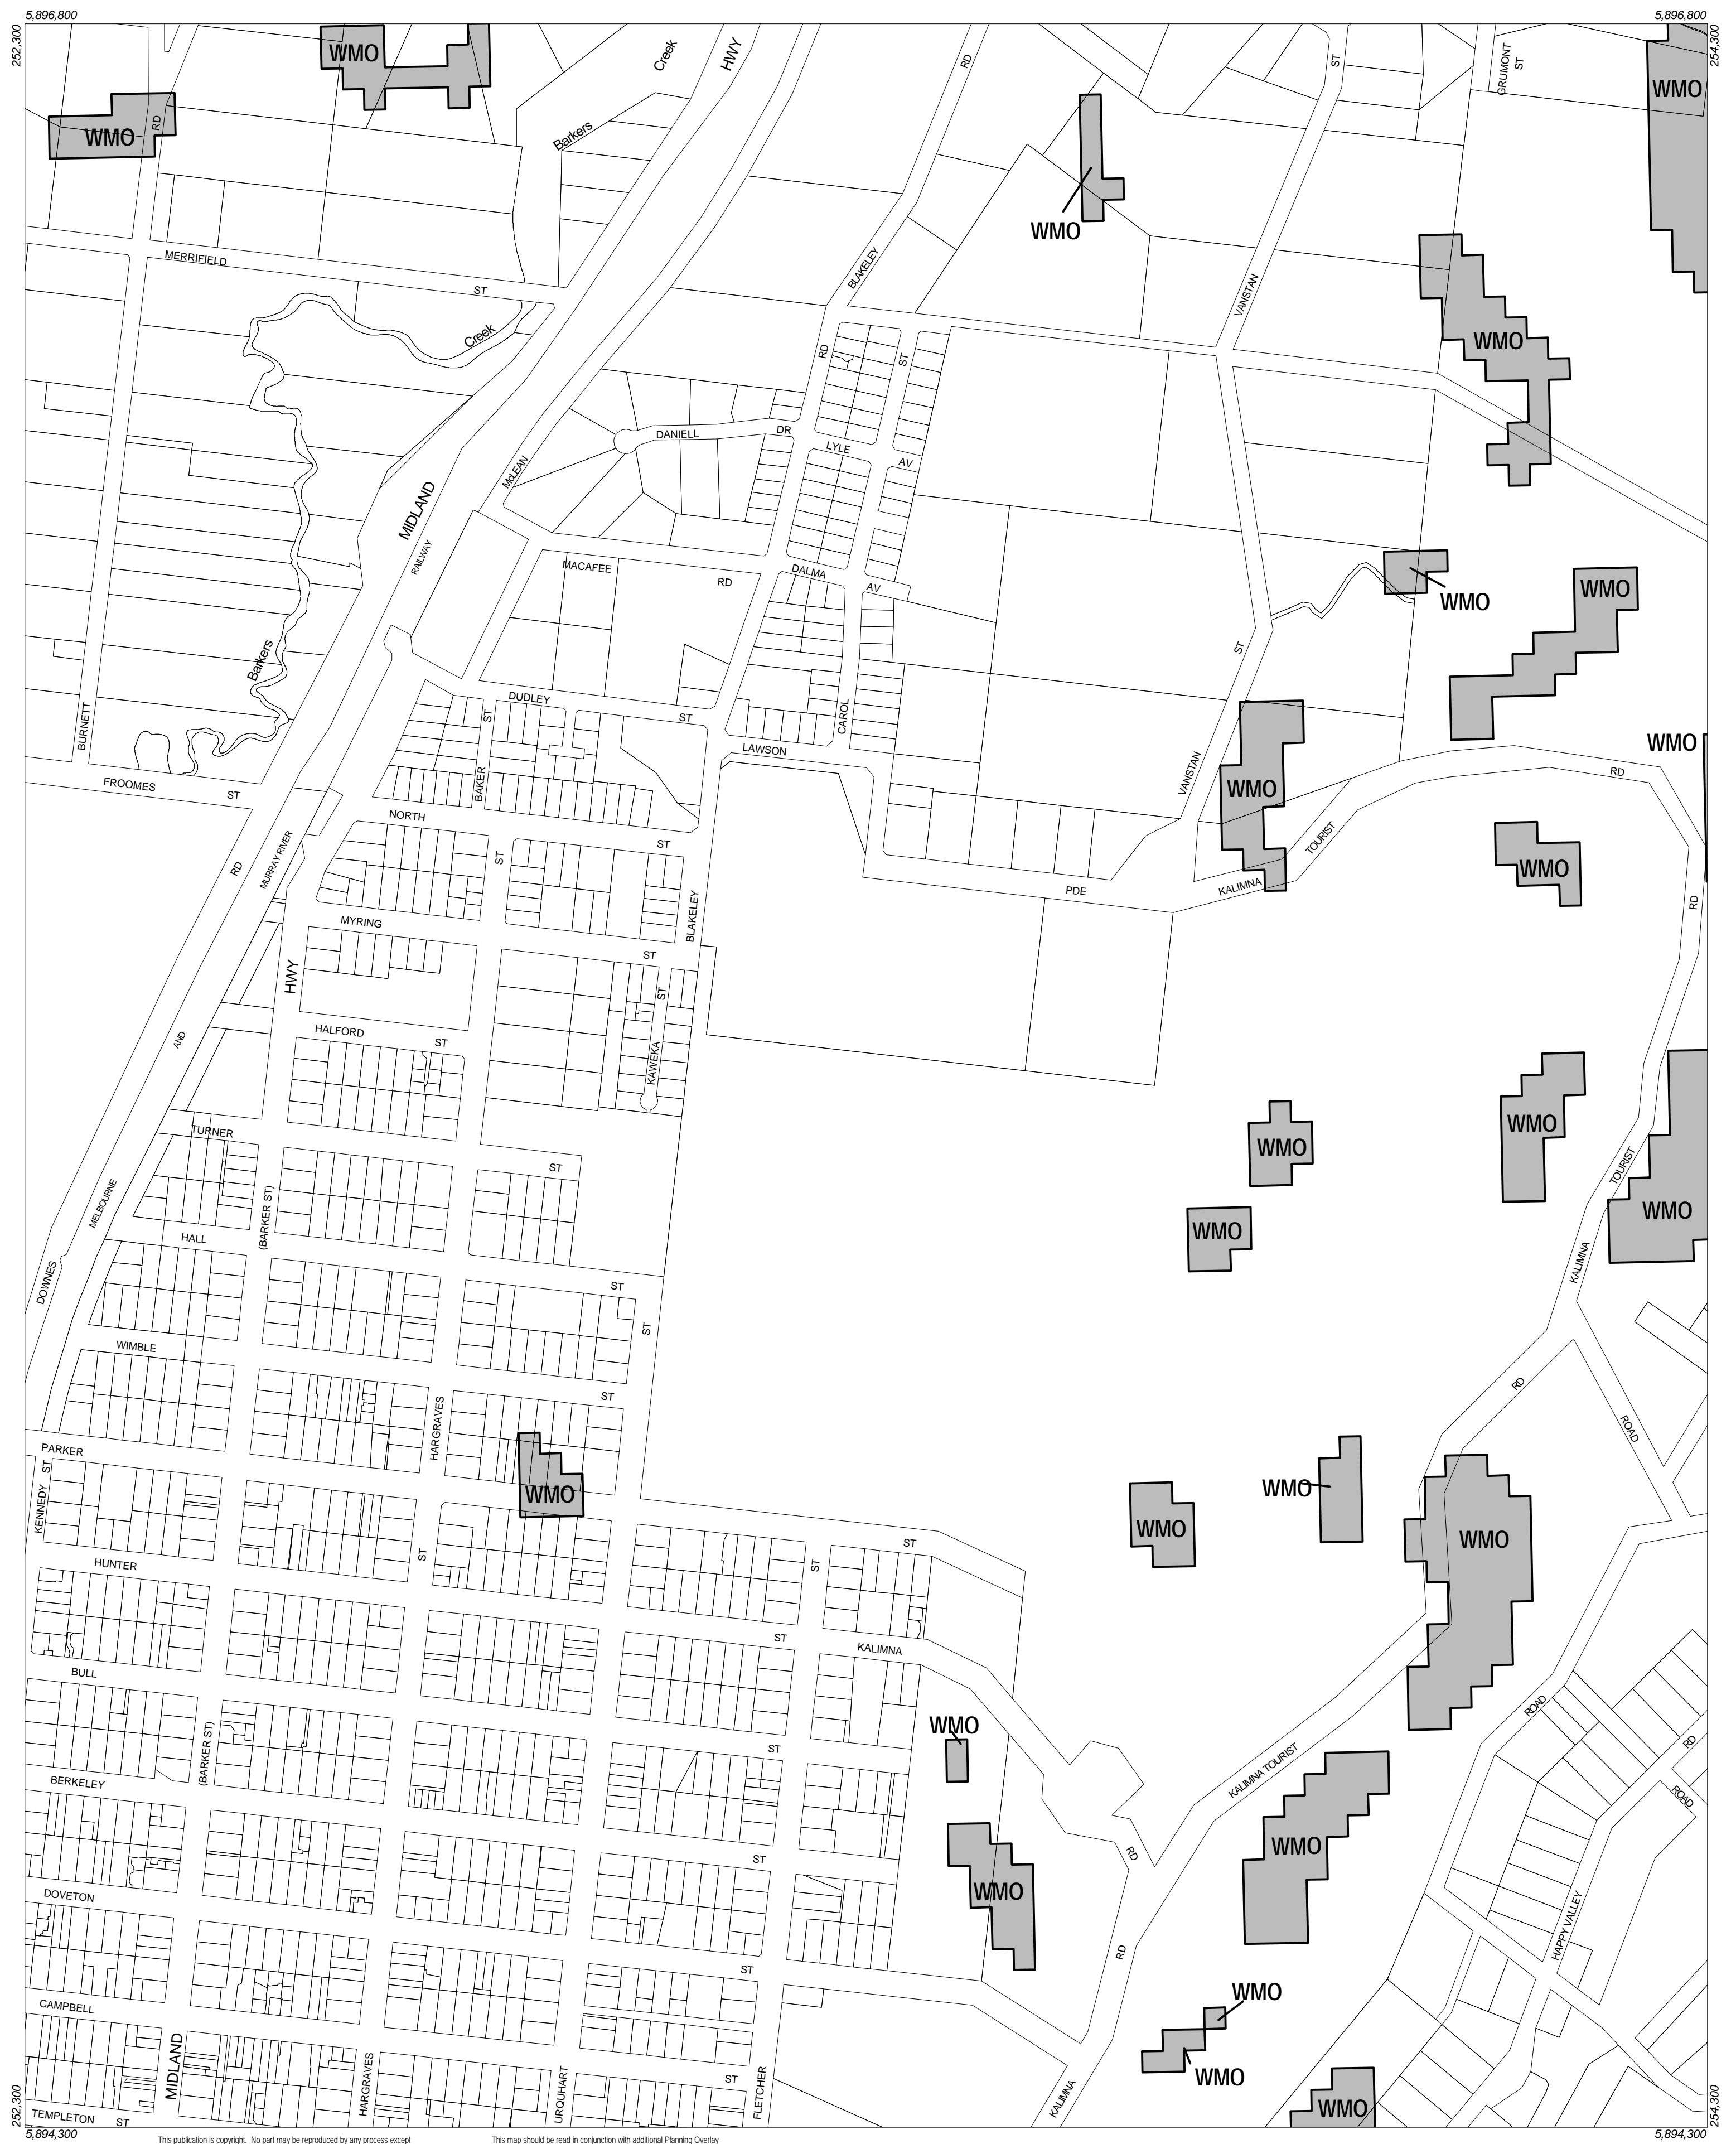 5,896,800
5,896,800
252,300
254,300
WMO
Creek
HWY
RD
ST
GRUMONT
ST
WMO
WMO
RD
Barkers
WMO
MERRIFIELD
ST
BLAKELEY
VANSTAN
Creek
WMO
RD
ST
DANIELL
DR
LYLE
AV
McLEAN
MIDLAND
RAILWAY
MACAFEE
RD
DALMA
AV
WMO
WMO
Barkers
ST
DUDLEY
ST
ST
CAROL
BURNETT
LAWSON
WMO
RD
FROOMES
ST
BAKER
VANSTAN
WMO
NORTH
ST
ST
TOURIST
MURRAY RIVER
RD
WMO
PDE
KALIMNA
BLAKELEY
RD
MYRING
ST
HWY
ST
HALFORD
ST
AND
KAWEKA
WMO
TURNER
WMO
ST
TOURIST
MELBOURNE
(BARKER ST)
WMO
WMO
HALL
KALIMNA
DOWNES
ST
ST
WIMBLE
RD
ST
HARGRAVES
ROAD
PARKER
ST
KENNEDY
WMO
WMO
WMO
WMO
ST
ST
ST
HUNTER
ST
KALIMNA
BULL
ROAD
WMO
ST
RD
(BARKER ST)
KALIMNA TOURIST
BERKELEY
ROAD
WMO
RD
ST
WMO
DOVETON
HAPPY VALLEY
RD
ST
WMO
CAMPBELL
MIDLAND
WMO
HARGRAVES
URQUHART
ST
FLETCHER
KALIMNA
WMO
252,300
254,300
TEMPLETON ST
5,894,300
5,894,300
This publication is copyright. No part may be reproduced by any process except
This map should be read in conjunction with additional Planning Overlay